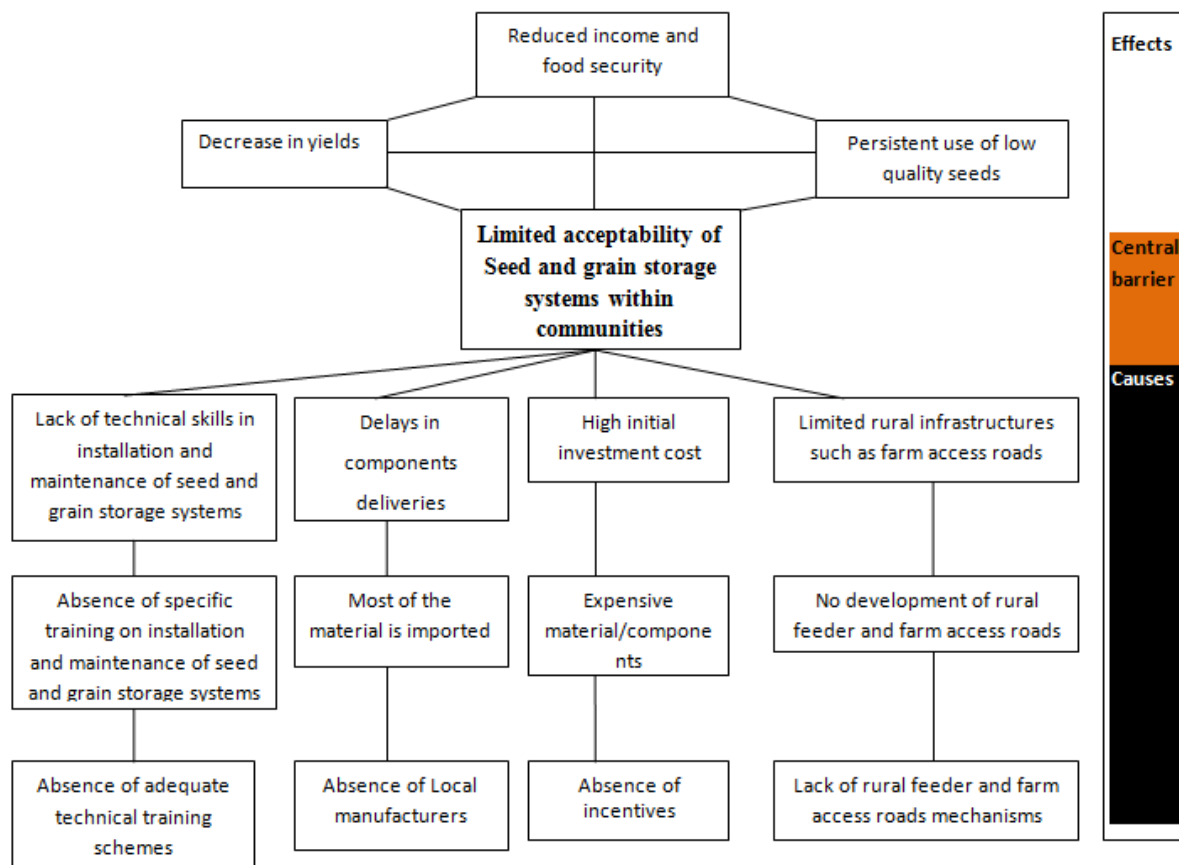 Reduced income and
food security
Effects
Decrease in yields
Persistent use of low
quality seeds
Limited acceptability of
Seed and grain storage
systems within
communities
Central
barrier
Causes
Lack of technical skills in
installation and
maintenance of seed and
grain storage systems
Delays in
components
deliveries
High initial
investment cost
Limited rural infrastructures
such as farm access roads
Absence of specific
training on installation
and maintenance of seed
and grain storage systems
Most of the
material is imported
Expensive
material/compone
nts
No development of rural
feeder and farm access roads
Absence of adequate
technical training
schemes
Absence of Local
manufacturers
Absence of
incentives
Lack of rural feeder and farm
access roads mechanisms